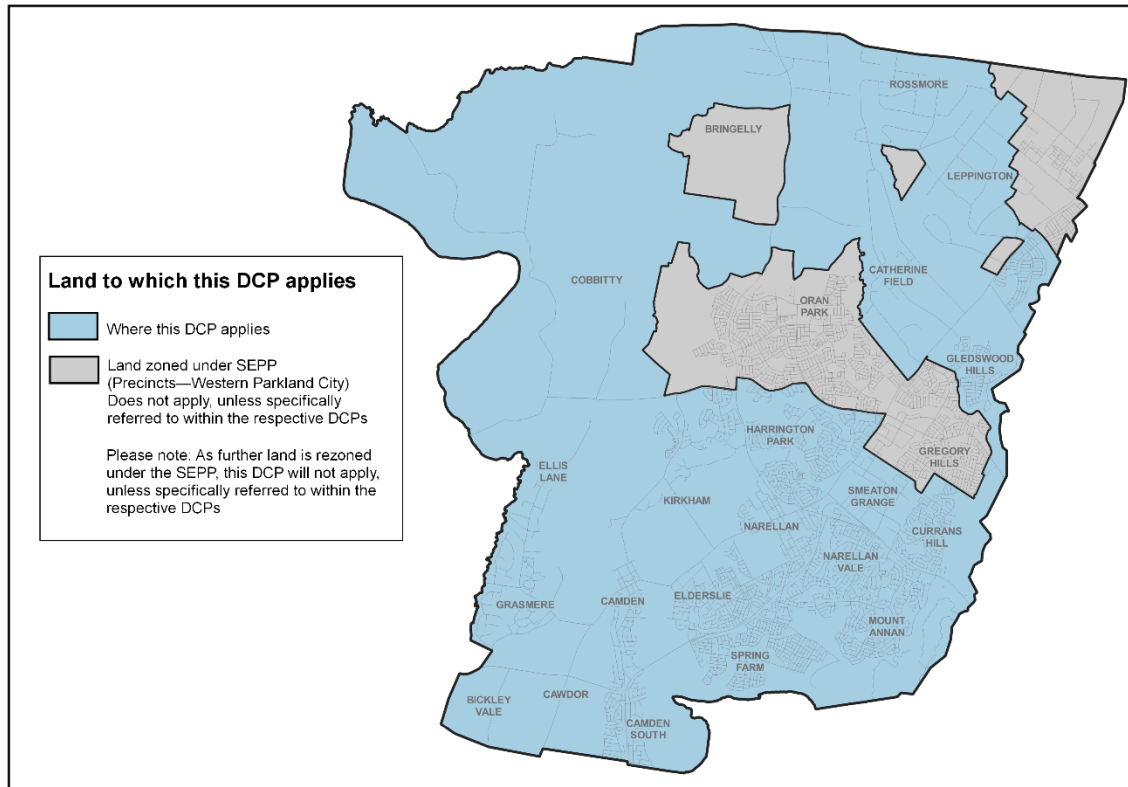 ROSSMORE
BRINGELLY
LEPPINGTON
Land to which this DCP applies
Where this DCP applies
Land zoned under SEPP
(Precincts—Western Parkland City)
Does not apply, unless specifically
referred to within the respective DCPs
Please note: As further land is rezoned
under the SEPP, this DCP will not apply,
unless specifically referred to within the
respective DCPs
COBBITTY
CATHERINE
FIELD
ORAN
PARK
GLEDSWOOD
HILLS
HARRINGTON
PARK
GREGORY
HILLS
ELLIS
LANE
KIRKHAM
SMEATON
GRANGE
NARELLAN
CURRANS
HILL
NARELLAN
VALE
GRASMERE
CAMDEN
ELDERSLIE
MOUNT
ANNAN
SPRING
FARM
BICKLEY
VALE
CAWDOR
CAMDEN
SOUTH